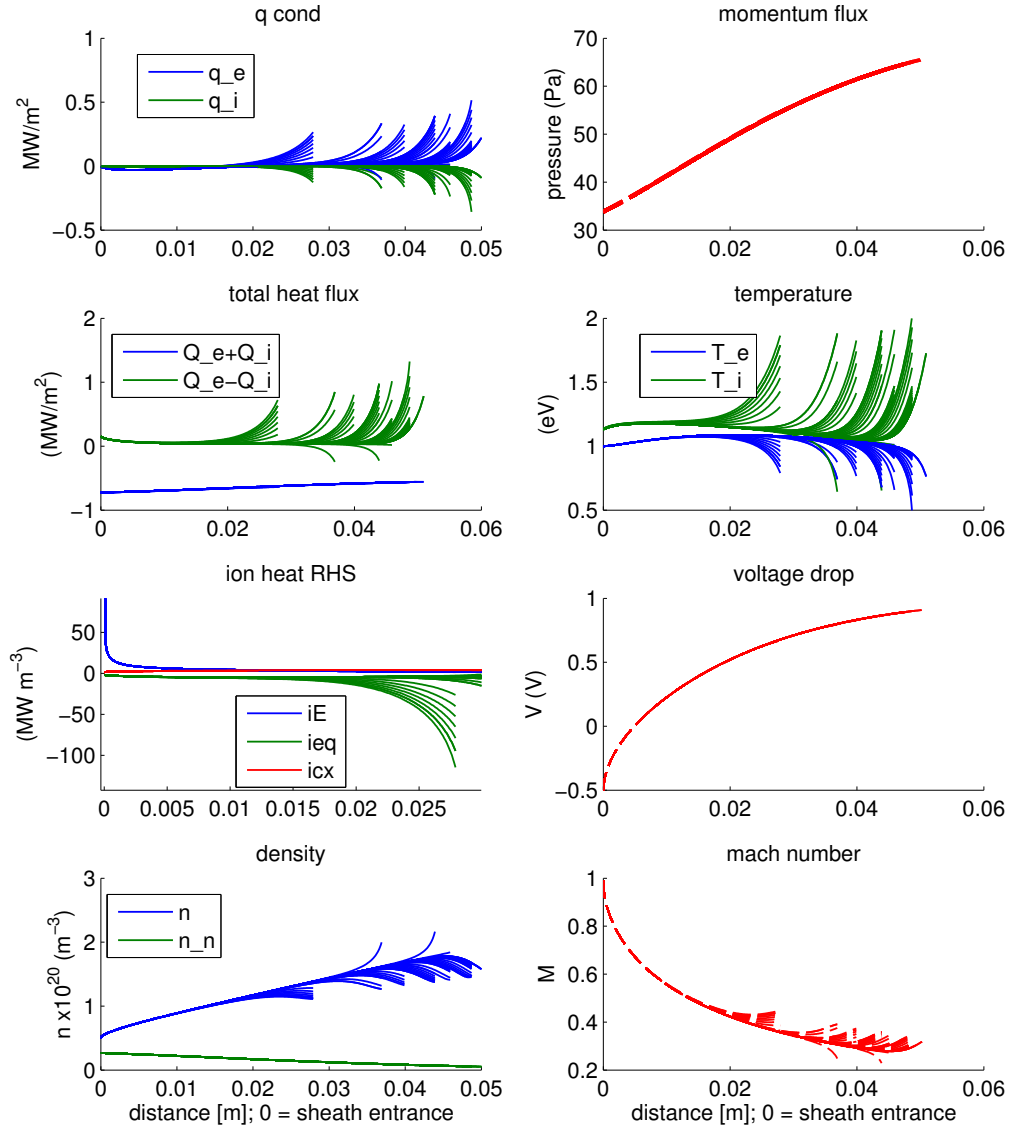 q cond
1
0.5
0
−0.5
MW/m²
q_e
q_i
0 0.01 0.02 0.03 0.04 0.05
momentum flux
70
60
50
40
30
pressure (Pa)
0 0.02 0.04 0.06
total heat flux
2
1
0
−1
(MW/m²)
Q_e+Q_i
Q_e−Q_i
0 0.02 0.04 0.06
temperature
2
1.5
1
0.5
(eV)
T_e
T_i
0 0.02 0.04 0.06
ion heat RHS
50
0
−50
−100
(MW m⁻³)
iE
ieq
icx
0 0.005 0.01 0.015 0.02 0.025
voltage drop
1
0.5
0
−0.5
V (V)
0 0.02 0.04 0.06
density
3
2
1
0
n x10²⁰ (m⁻³)
n
n_n
0 0.01 0.02 0.03 0.04 0.05
distance [m]; 0 = sheath entrance
mach number
1
0.8
0.6
0.4
0.2
M
0 0.02 0.04 0.06
distance [m]; 0 = sheath entrance